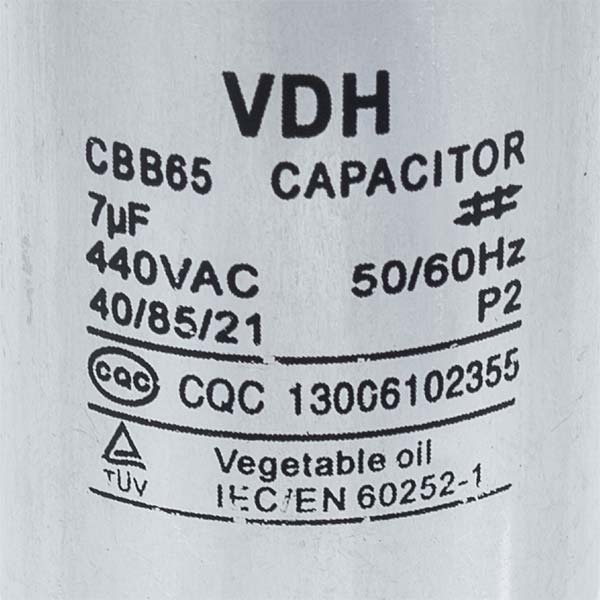 VDH
CBB65 CAPACITOR
7µF
440VAC 50/60Hz
40/85/21 P2
CQC CQC 13006102355
TÜV Vegetable oil
IEC/EN 60252-1